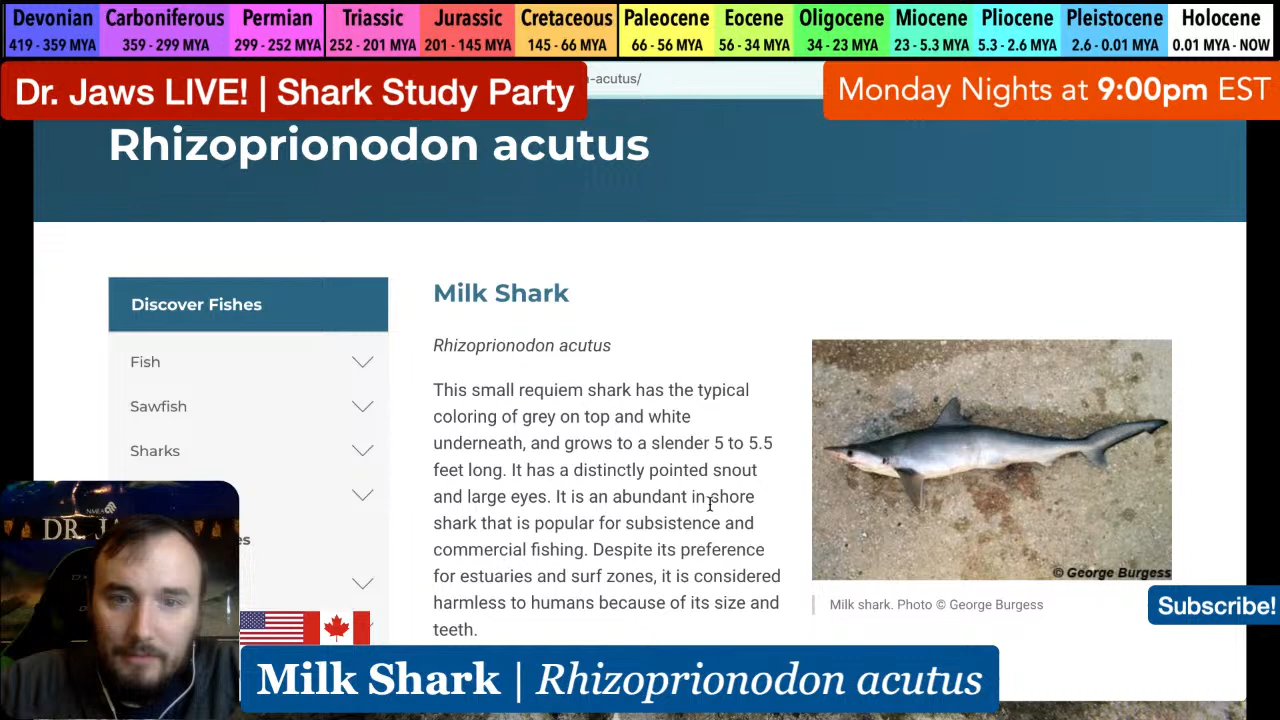 Devonian Carboniferous Permian Triassic Jurassic Cretaceous Paleocene Eocene Oligocene Miocene Pliocene Pleistocene Holocene
419 - 359 MYA 359 - 299 MYA 299 - 252 MYA 252 - 201 MYA 201 - 145 MYA 145 - 66 MYA 66 - 56 MYA 56 - 34 MYA 34 - 23 MYA 23 - 5.3 MYA 5.3 - 2.6 MYA 2.6 - 0.01 MYA 0.01 MYA - NOW
Dr. Jaws LIVE! | Shark Study Party
-acutus/
Monday Nights at 9:00pm EST
Rhizoprionodon acutus
Discover Fishes
Fish
Sawfish
Sharks
es
Milk Shark
Rhizoprionodon acutus
This small requiem shark has the typical
coloring of grey on top and white
underneath, and grows to a slender 5 to 5.5
feet long. It has a distinctly pointed snout
and large eyes. It is an abundant in shore
shark that is popular for subsistence and
commercial fishing. Despite its preference
for estuaries and surf zones, it is considered
harmless to humans because of its size and
teeth.
© George Burgess
Milk shark. Photo © George Burgess
Subscribe!
DR. JA
Milk Shark | Rhizoprionodon acutus